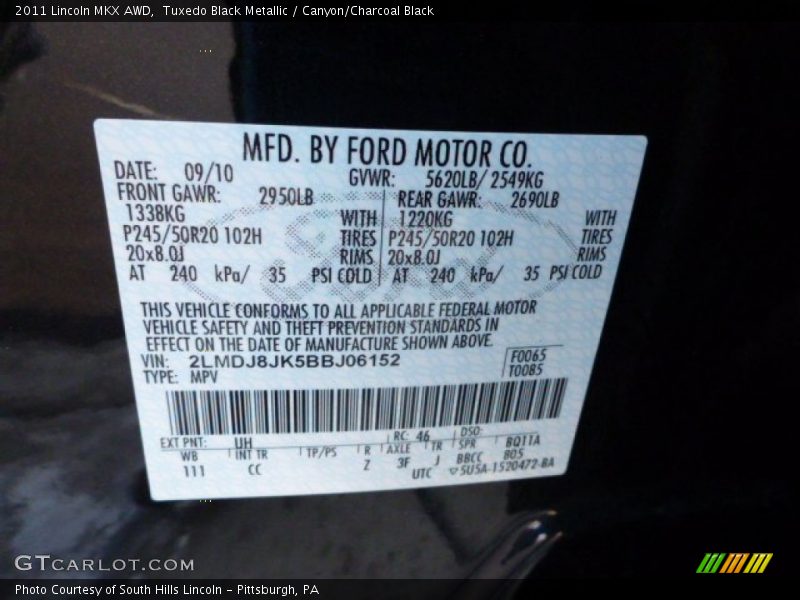 2011 Lincoln MKX AWD, Tuxedo Black Metallic / Canyon/Charcoal Black
MFD. BY FORD MOTOR CO.
DATE: 09/10 GVWR: 5620LB/ 2549KG
FRONT GAWR: 2950LB REAR GAWR: 2690LB
1338KG WITH 1220KG WITH
P245/50R20 102H TIRES P245/50R20 102H TIRES
20x8.0J RIMS 20x8.0J RIMS
AT 240 kPa/ 35 PSI COLD AT 240 kPa/ 35 PSI COLD
THIS VEHICLE CONFORMS TO ALL APPLICABLE FEDERAL MOTOR
VEHICLE SAFETY AND THEFT PREVENTION STANDARDS IN
EFFECT ON THE DATE OF MANUFACTURE SHOWN ABOVE.
VIN: 2LMDJ8JK5BBJ06152 F0065
TYPE: MPV T0085
EXT PNT: UH RC: 46 DSO:
WB INT TR TP/PS R AXLE TR SPR BQ11A
111 CC Z 3F J BBCC 805
UTC 5U5A-1520472-BA
GTCARLOT.COM
Photo Courtesy of South Hills Lincoln - Pittsburgh, PA